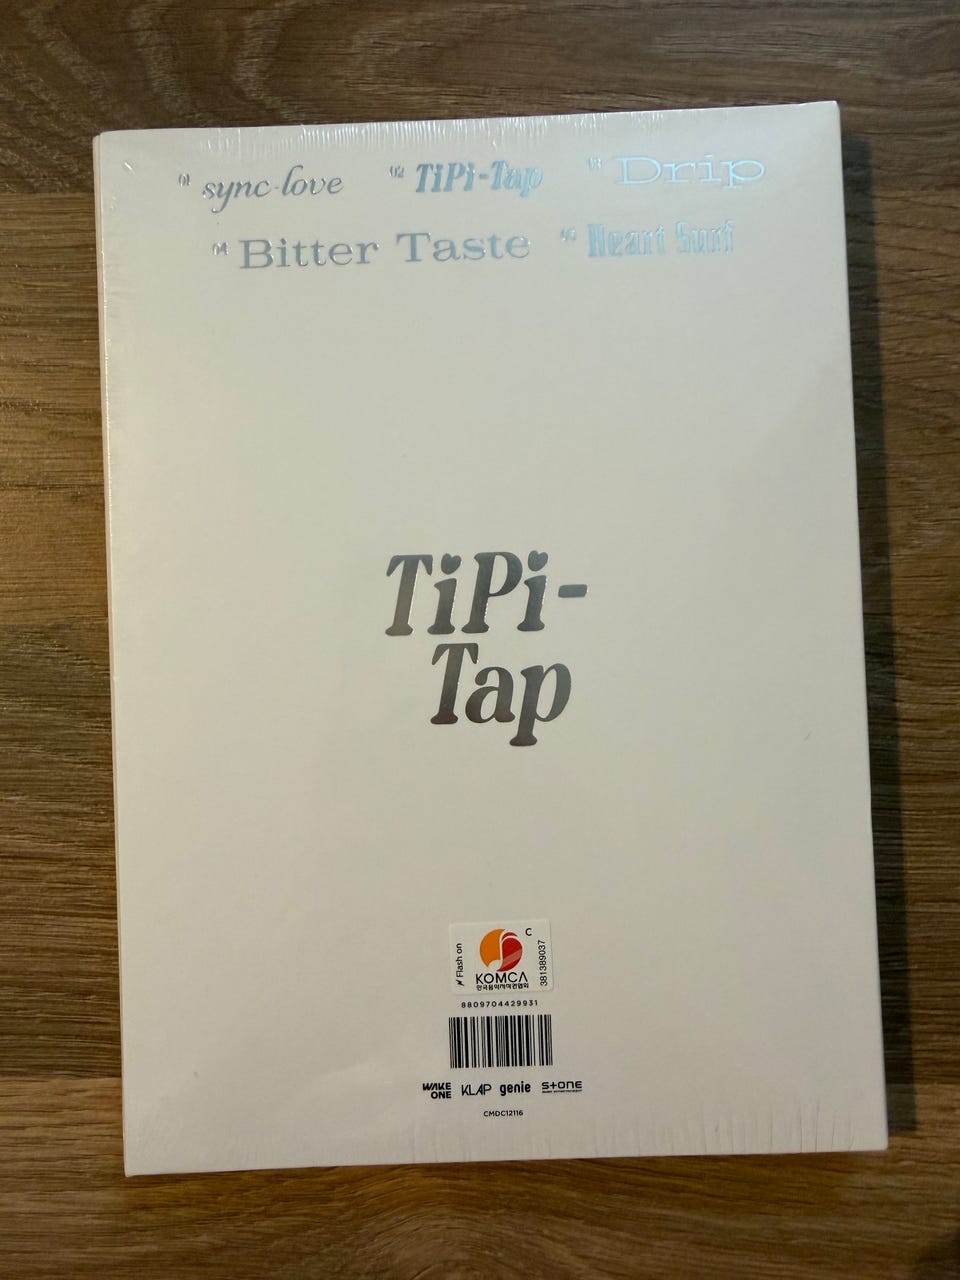 01 sync-love 02 TiPi-Tap 03 Drip
04 Bitter Taste 05 Heart Surf
TiPi-
Tap
Flash on
C
KOMCA
한국음악저작권협회
381389037
8809704429931
WAKE
ONE
KLAP genie S+ONE
CMDC12116